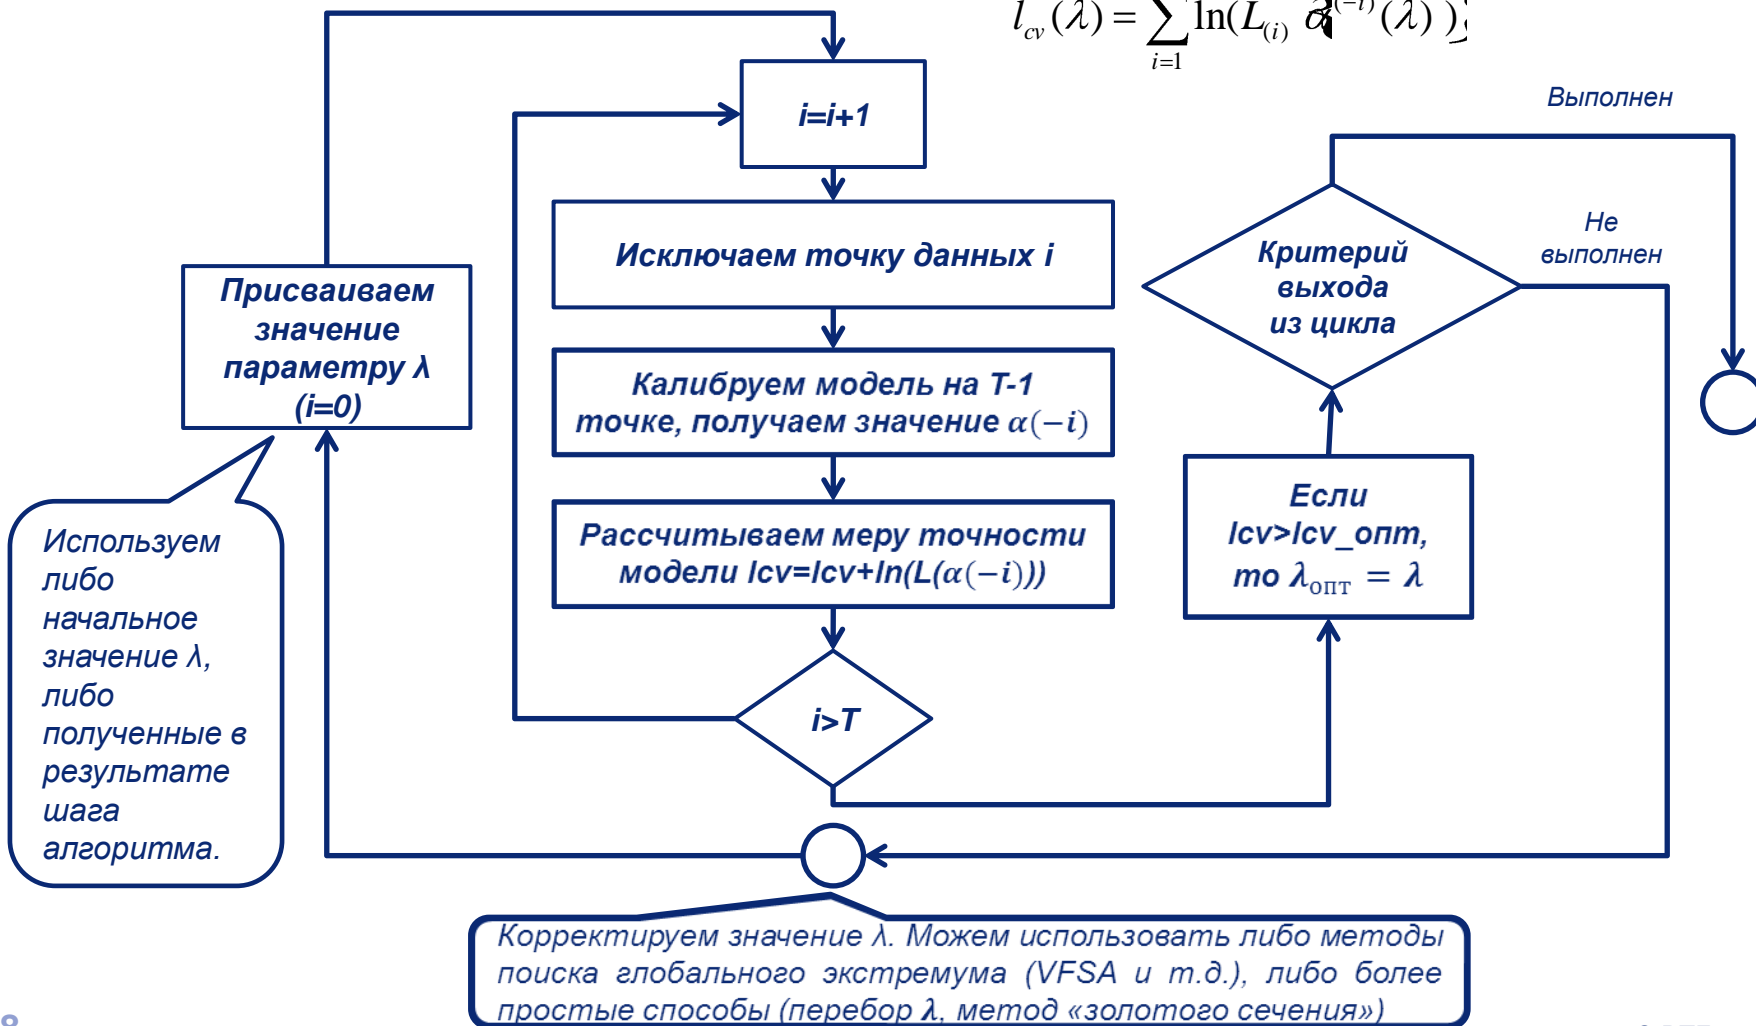 l_cv(λ) = ∑ ln(L(i) α^(-i)(λ) )
i=1
i=i+1
Выполнен
Исключаем точку данных i
Не
выполнен
Критерий
выхода
из цикла
Присваиваем
значение
параметру λ
(i=0)
Калибруем модель на T-1
точке, получаем значение α(−i)
Рассчитываем меру точности
модели lcv=lcv+ln(L(α(−i)))
Если
lcv>lcv_опт,
то λопт = λ
Используем
либо
начальное
значение λ,
либо
полученные в
результате
шага
алгоритма.
i>T
Корректируем значение λ. Можем использовать либо методы
поиска глобального экстремума (VFSA и т.д.), либо более
простые способы (перебор λ, метод «золотого сечения»)